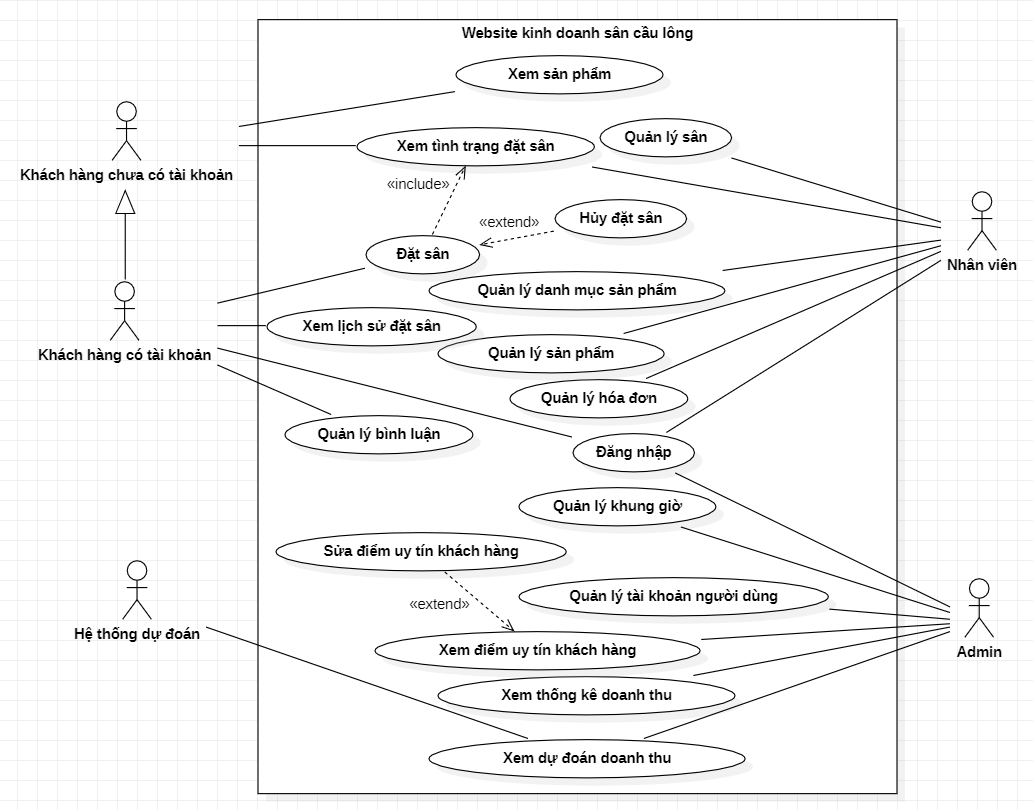 Website kinh doanh sân cầu lông
Xem sản phẩm
Quản lý sân
Xem tình trạng đặt sân
Khách hàng chưa có tài khoản
«include»
Hủy đặt sân
«extend»
Đặt sân
Nhân viên
Quản lý danh mục sản phẩm
Xem lịch sử đặt sân
Khách hàng có tài khoản
Quản lý sản phẩm
Quản lý hóa đơn
Quản lý bình luận
Đăng nhập
Quản lý khung giờ
Sửa điểm uy tín khách hàng
Quản lý tài khoản người dùng
«extend»
Hệ thống dự đoán
Xem điểm uy tín khách hàng
Admin
Xem thống kê doanh thu
Xem dự đoán doanh thu